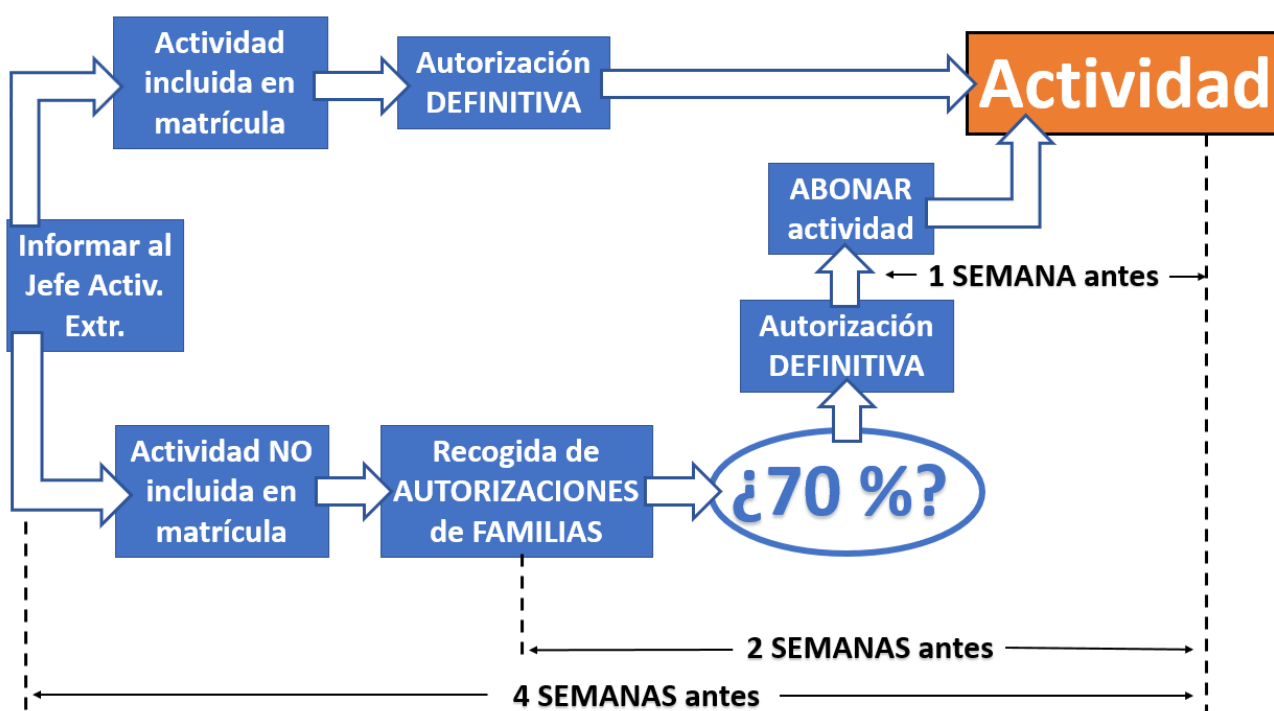 Actividad
incluida en
matrícula
Autorización
DEFINITIVA
Actividad
Informar al
Jefe Activ.
Extr.
ABONAR
actividad
1 SEMANA antes
Autorización
DEFINITIVA
Actividad NO
incluida en
matrícula
Recogida de
AUTORIZACIONES
de FAMILIAS
¿70 %?
2 SEMANAS antes
4 SEMANAS antes